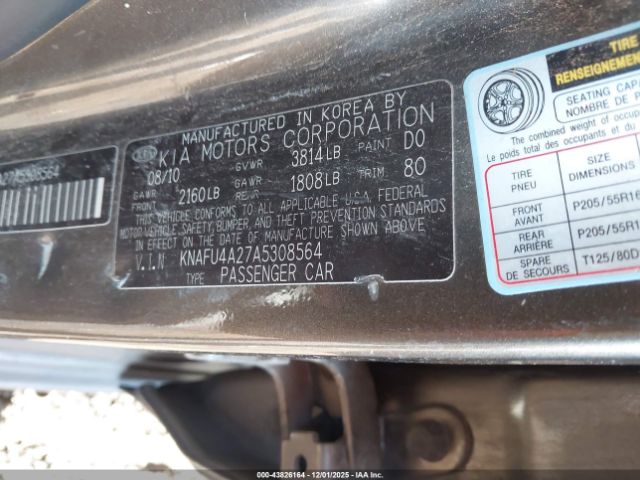 MANUFACTURED IN KOREA BY
KIA MOTORS CORPORATION
08/10 GVWR 3814LB PAINT D0
GAWR FRONT 2160LB GAWR REAR 1808LB TRIM 80
THIS VEHICLE CONFORMS TO ALL APPLICABLE U.S.A. FEDERAL
MOTOR VEHICLE SAFETY, BUMPER, AND THEFT PREVENTION STANDARDS
IN EFFECT ON THE DATE OF MANUFACTURE SHOWN ABOVE
V.I.N KNAFU4A27A5308564
TYPE PASSENGER CAR
A27A5308564
TIRE
RENSEIGNEMENT
SEATING CAPA
NOMBRE DE P
The combined weight of occup
Le poids total des occupants et du
TIRE SIZE
PNEU DIMENSIONS
FRONT
AVANT P205/55R16
REAR
ARRIÈRE P205/55R16
SPARE
DE SECOURS T125/80D
000-43826164 - 12/01/2025 - IAA Inc.